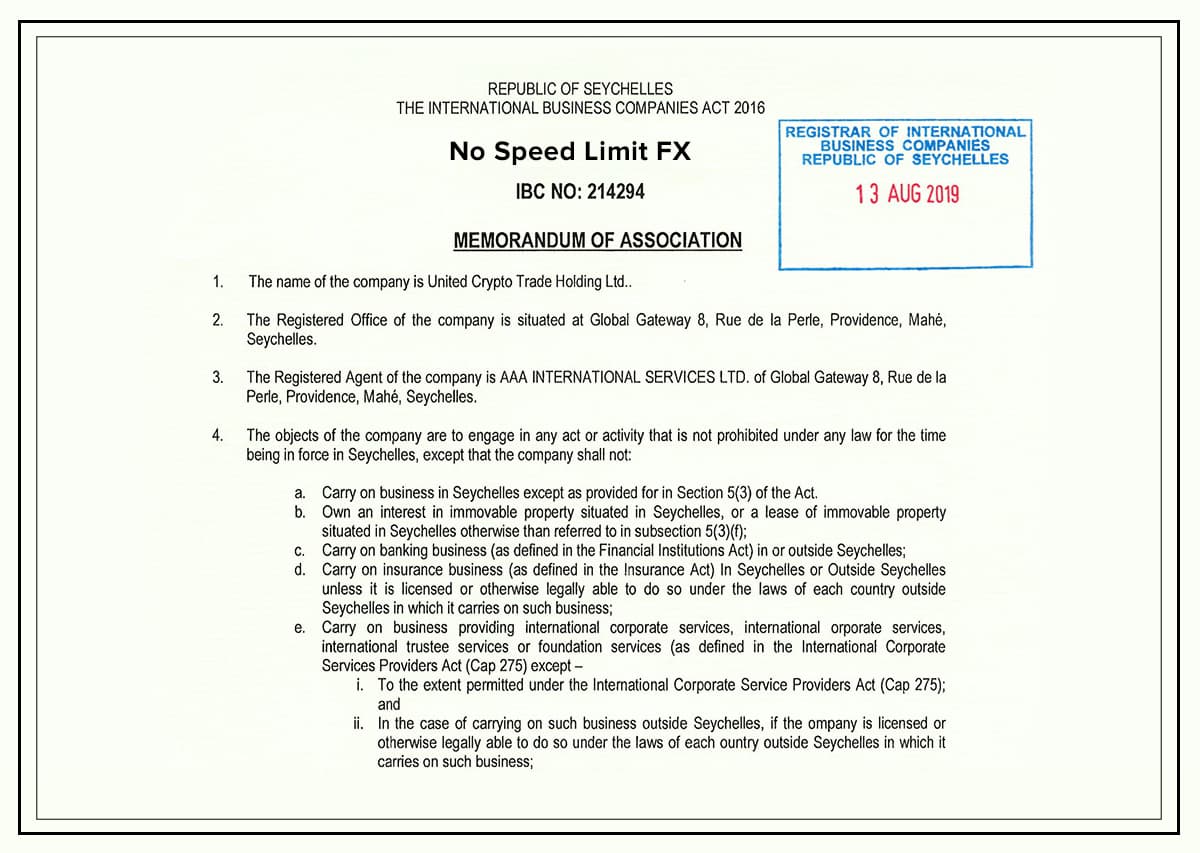 REPUBLIC OF SEYCHELLES
THE INTERNATIONAL BUSINESS COMPANIES ACT 2016
No Speed Limit FX
IBC NO: 214294
REGISTRAR OF INTERNATIONAL
BUSINESS COMPANIES
REPUBLIC OF SEYCHELLES
13 AUG 2019
MEMORANDUM OF ASSOCIATION
1. The name of the company is United Crypto Trade Holding Ltd..
2. The Registered Office of the company is situated at Global Gateway 8, Rue de la Perle, Providence, Mahé,
Seychelles.
3. The Registered Agent of the company is AAA INTERNATIONAL SERVICES LTD. of Global Gateway 8, Rue de la
Perle, Providence, Mahé, Seychelles.
4. The objects of the company are to engage in any act or activity that is not prohibited under any law for the time
being in force in Seychelles, except that the company shall not:
a. Carry on business in Seychelles except as provided for in Section 5(3) of the Act.
b. Own an interest in immovable property situated in Seychelles, or a lease of immovable property
situated in Seychelles otherwise than referred to in subsection 5(3)(f);
c. Carry on banking business (as defined in the Financial Institutions Act) in or outside Seychelles;
d. Carry on insurance business (as defined in the Insurance Act) In Seychelles or Outside Seychelles
unless it is licensed or otherwise legally able to do so under the laws of each country outside
Seychelles in which it carries on such business;
e. Carry on business providing international corporate services, international orporate services,
international trustee services or foundation services (as defined in the International Corporate
Services Providers Act (Cap 275) except –
i. To the extent permitted under the International Corporate Service Providers Act (Cap 275);
and
ii. In the case of carrying on such business outside Seychelles, if the ompany is licensed or
otherwise legally able to do so under the laws of each ountry outside Seychelles in which it
carries on such business;